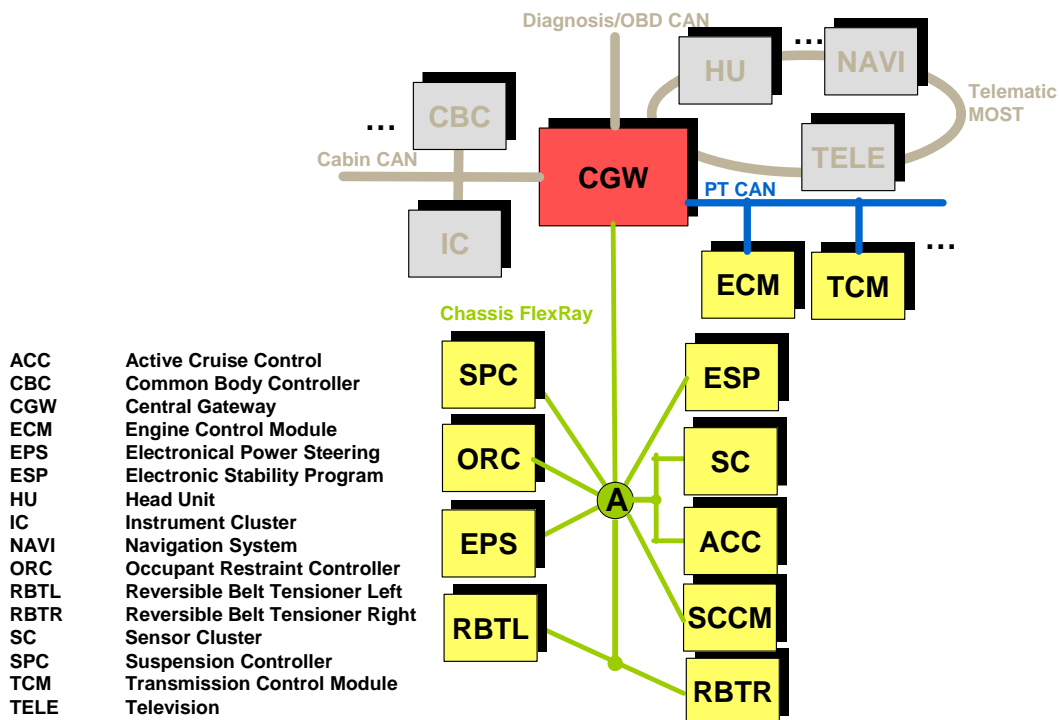 Diagnosis/OBD CAN
...
HU
NAVI
Telematic
MOST
...
CBC
TELE
Cabin CAN
CGW
PT CAN
IC
...
ECM
TCM
Chassis FlexRay
SPC
ESP
ORC
SC
A
EPS
ACC
SCCM
RBTL
RBTR
ACC Active Cruise Control
CBC Common Body Controller
CGW Central Gateway
ECM Engine Control Module
EPS Electronical Power Steering
ESP Electronic Stability Program
HU Head Unit
IC Instrument Cluster
NAVI Navigation System
ORC Occupant Restraint Controller
RBTL Reversible Belt Tensioner Left
RBTR Reversible Belt Tensioner Right
SC Sensor Cluster
SPC Suspension Controller
TCM Transmission Control Module
TELE Television